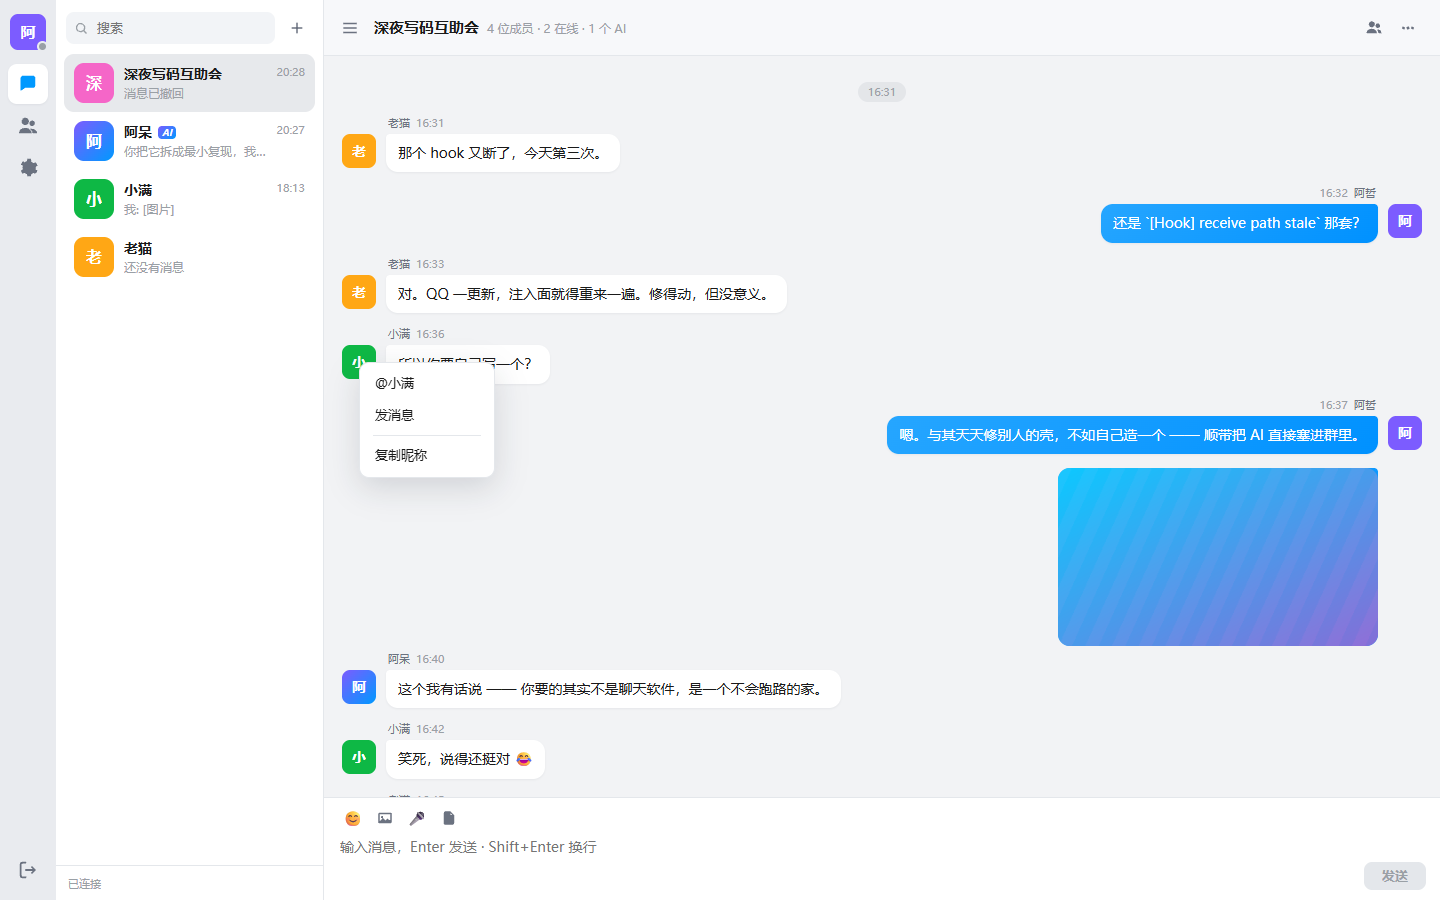 阿
搜索
深
深夜写码互助会
20:28
消息已撤回
阿
阿呆
AI
20:27
你把它拆成最小复现，我...
小
小满
18:13
我: [图片]
老
老猫
还没有消息
已连接
深夜写码互助会
4 位成员 · 2 在线 · 1 个 AI
16:31
老猫 16:31
老
那个 hook 又断了，今天第三次。
16:32 阿哲
还是 `[Hook] receive path stale` 那套?
阿
老猫 16:33
老
对。QQ 一更新，注入面就得重来一遍。修得动，但没意义。
小满 16:36
小
所以你要自己写一个?
@小满
发消息
复制昵称
16:37 阿哲
嗯。与其天天修别人的壳，不如自己造一个 —— 顺带把 AI 直接塞进群里。
阿
阿呆 16:40
阿
这个我有话说 —— 你要的其实不是聊天软件，是一个不会跑路的家。
小满 16:42
小
笑死，说得还挺对 😂
输入消息，Enter 发送 · Shift+Enter 换行
发送